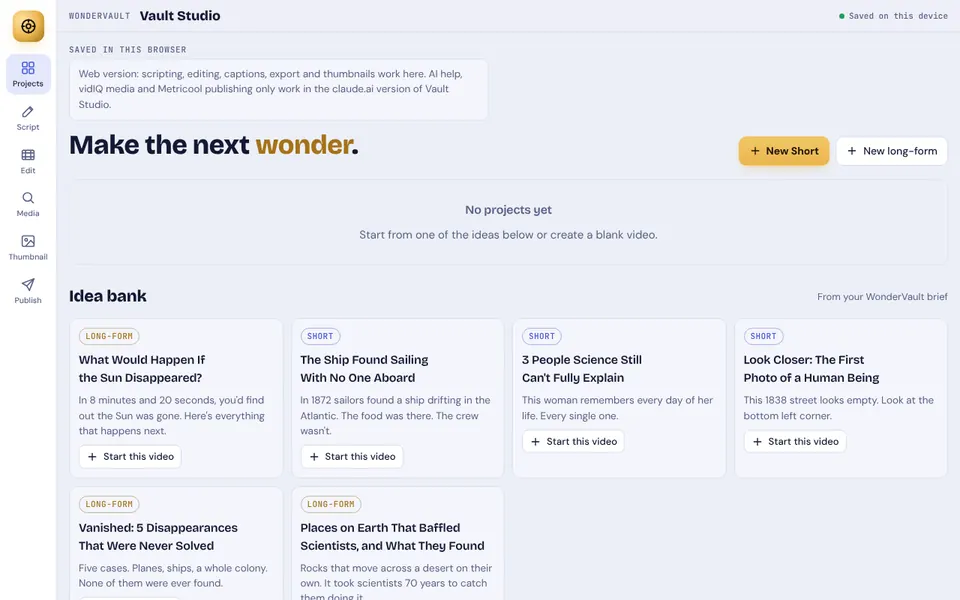 WONDERVAULT Vault Studio
Saved on this device
Projects
Script
Edit
Media
Thumbnail
Publish
SAVED IN THIS BROWSER
Web version: scripting, editing, captions, export and thumbnails work here. AI help,
vidIQ media and Metricool publishing only work in the claude.ai version of Vault
Studio.
Make the next wonder.
+ New Short
+ New long-form
No projects yet
Start from one of the ideas below or create a blank video.
Idea bank
From your WonderVault brief
LONG-FORM
What Would Happen If
the Sun Disappeared?
In 8 minutes and 20 seconds, you'd find
out the Sun was gone. Here's everything
that happens next.
+ Start this video
SHORT
The Ship Found Sailing
With No One Aboard
In 1872 sailors found a ship drifting in the
Atlantic. The food was there. The crew
wasn't.
+ Start this video
SHORT
3 People Science Still
Can't Fully Explain
This woman remembers every day of her
life. Every single one.
+ Start this video
SHORT
Look Closer: The First
Photo of a Human Being
This 1838 street looks empty. Look at the
bottom left corner.
+ Start this video
LONG-FORM
Vanished: 5 Disappearances
That Were Never Solved
Five cases. Planes, ships, a whole colony.
None of them were ever found.
LONG-FORM
Places on Earth That Baffled
Scientists, and What They Found
Rocks that move across a desert on their
own. It took scientists 70 years to catch
them doing it.